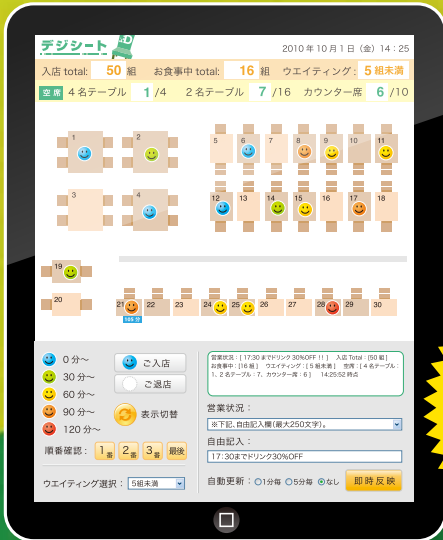 デジシート
2010年10月1日（金）14：25
入店 total: 50 組 お食事中 total: 16 組 ウエイティング: 5 組未満
空席 4名テーブル 1 /4 2名テーブル 7 /16 カウンター席 6 /10
1 2 5 6 7 8 9 10 11
3 4 12 13 14 15 16 17 18
19
20 21 22 23 24 25 26 27 28 29 30
105 分
0 分〜
30 分〜
60 分〜
90 分〜
120 分〜
ご入店
ご退店
表示切替
順番確認： 1番 2番 3番 最後
ウエイティング選択： 5組未満
営業状況：[ 17:30までドリンク 30%OFF !! ] 入店 Total：[50 組]
お食事中：[16 組] ウエイティング：[ 5 組未満 ] 空席：[ 4 名テーブル：
1、2 名テーブル：7、カウンター席：6 ] 14:25:52 時点
営業状況：
※下記、自由記入欄（最大250文字）。
自由記入：
17:30までドリンク30%OFF
自動更新： 1分毎 5分毎 なし 即時反映